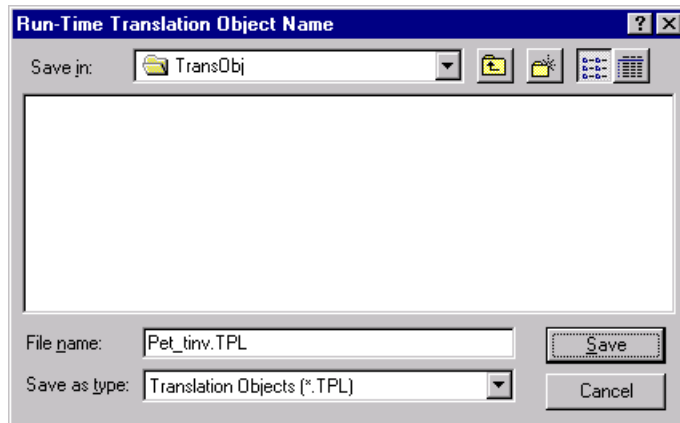 Run-Time Translation Object Name
Save in: TransObj
File name: Pet_tinv.TPL Save
Save as type: Translation Objects (*.TPL) Cancel